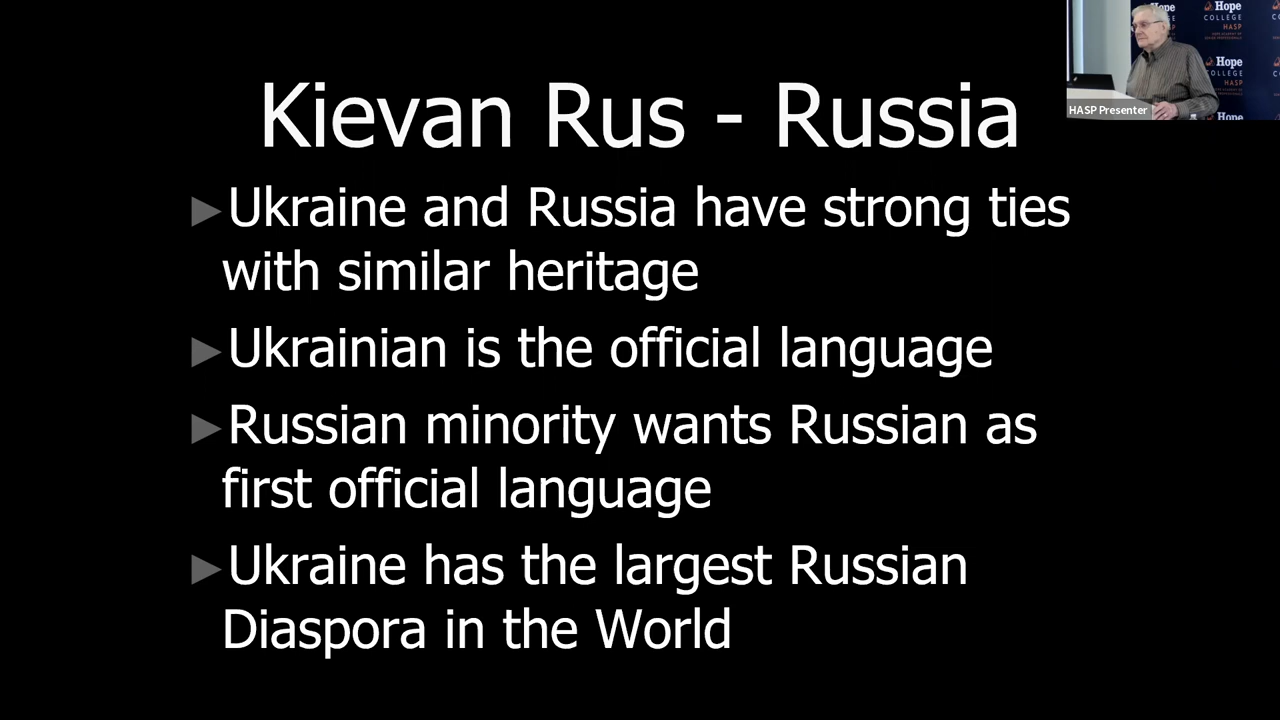 Kievan Rus - Russia
►Ukraine and Russia have strong ties
with similar heritage
►Ukrainian is the official language
►Russian minority wants Russian as
first official language
►Ukraine has the largest Russian
Diaspora in the World
Hope
COLLEGE
HASP
Hope
COLLEGE
HASP
Hope
HASP Presenter